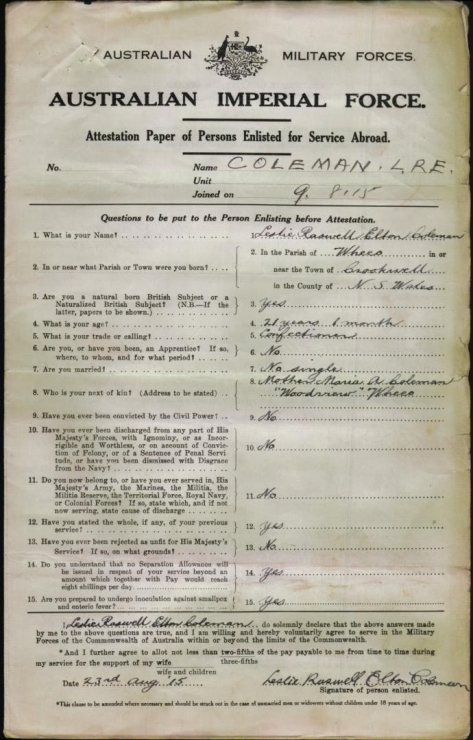 AUSTRALIAN MILITARY FORCES.
AUSTRALIAN IMPERIAL FORCE.
Attestation Paper of Persons Enlisted for Service Abroad.
No. Name COLEMAN. L.R.E.
Unit
Joined on 9. 8.15
Questions to be put to the Person Enlisting before Attestation.
1. What is your Name? 1. Leslie Raswell Elton Coleman
2. In or near what Parish or Town were you born? 2. In the Parish of Wheeo in or
near the Town of Crookwell
in the County of N. S. Wales
3. Are you a natural born British Subject or a
Naturalized British Subject? (N.B.—If the
latter, papers to be shown.) 3. Yes
4. What is your age? 4. 21 years 1 month
5. What is your trade or calling? 5. Confectioner
6. Are you, or have you been, an Apprentice? If so,
where, to whom, and for what period? 6. No
7. Are you married? 7. No single
8. Who is your next of kin? (Address to be stated) 8. Mother Maria A. Coleman
" " Wheeo
9. Have you ever been convicted by the Civil Power? 9. No
10. Have you ever been discharged from any part of His
Majesty's Forces, with Ignominy, or as Incor-
rigible and Worthless, or on account of Convic-
tion of Felony, or of a Sentence of Penal Servi-
tude, or have you been dismissed with Disgrace
from the Navy? 10. No
11. Do you now belong to, or have you ever served in, His
Majesty's Army, the Marines, the Militia, the
Militia Reserve, the Territorial Force, Royal Navy,
or Colonial Forces? If so, state which, and if not
now serving, state cause of discharge 11. No
12. Have you stated the whole, if any, of your previous
service? 12. Yes
13. Have you ever been rejected as unfit for His Majesty's
Service? If so, on what grounds? 13. No
14. Do you understand that no Separation Allowance will
be issued in respect of your service beyond an
amount which together with Pay would reach
eight shillings per day 14. Yes
15. Are you prepared to undergo inoculation against smallpox
and enteric fever? 15. Yes
I, Leslie Raswell Elton Coleman do solemnly declare that the above answers made
by me to the above questions are true, and I am willing and hereby voluntarily agree to serve in the Military
Forces of the Commonwealth of Australia within or beyond the limits of the Commonwealth.
*And I further agree to allot not less than two-fifths of the pay payable to me from time to time during
three-fifths
my service for the support of my wife
wife and children
Date 23rd Aug 15. Leslie Raswell Elton Coleman
Signature of person enlisted.
*This clause to be amended where necessary and should be struck out in the case of unmarried men or widowers without children under 18 years of age.